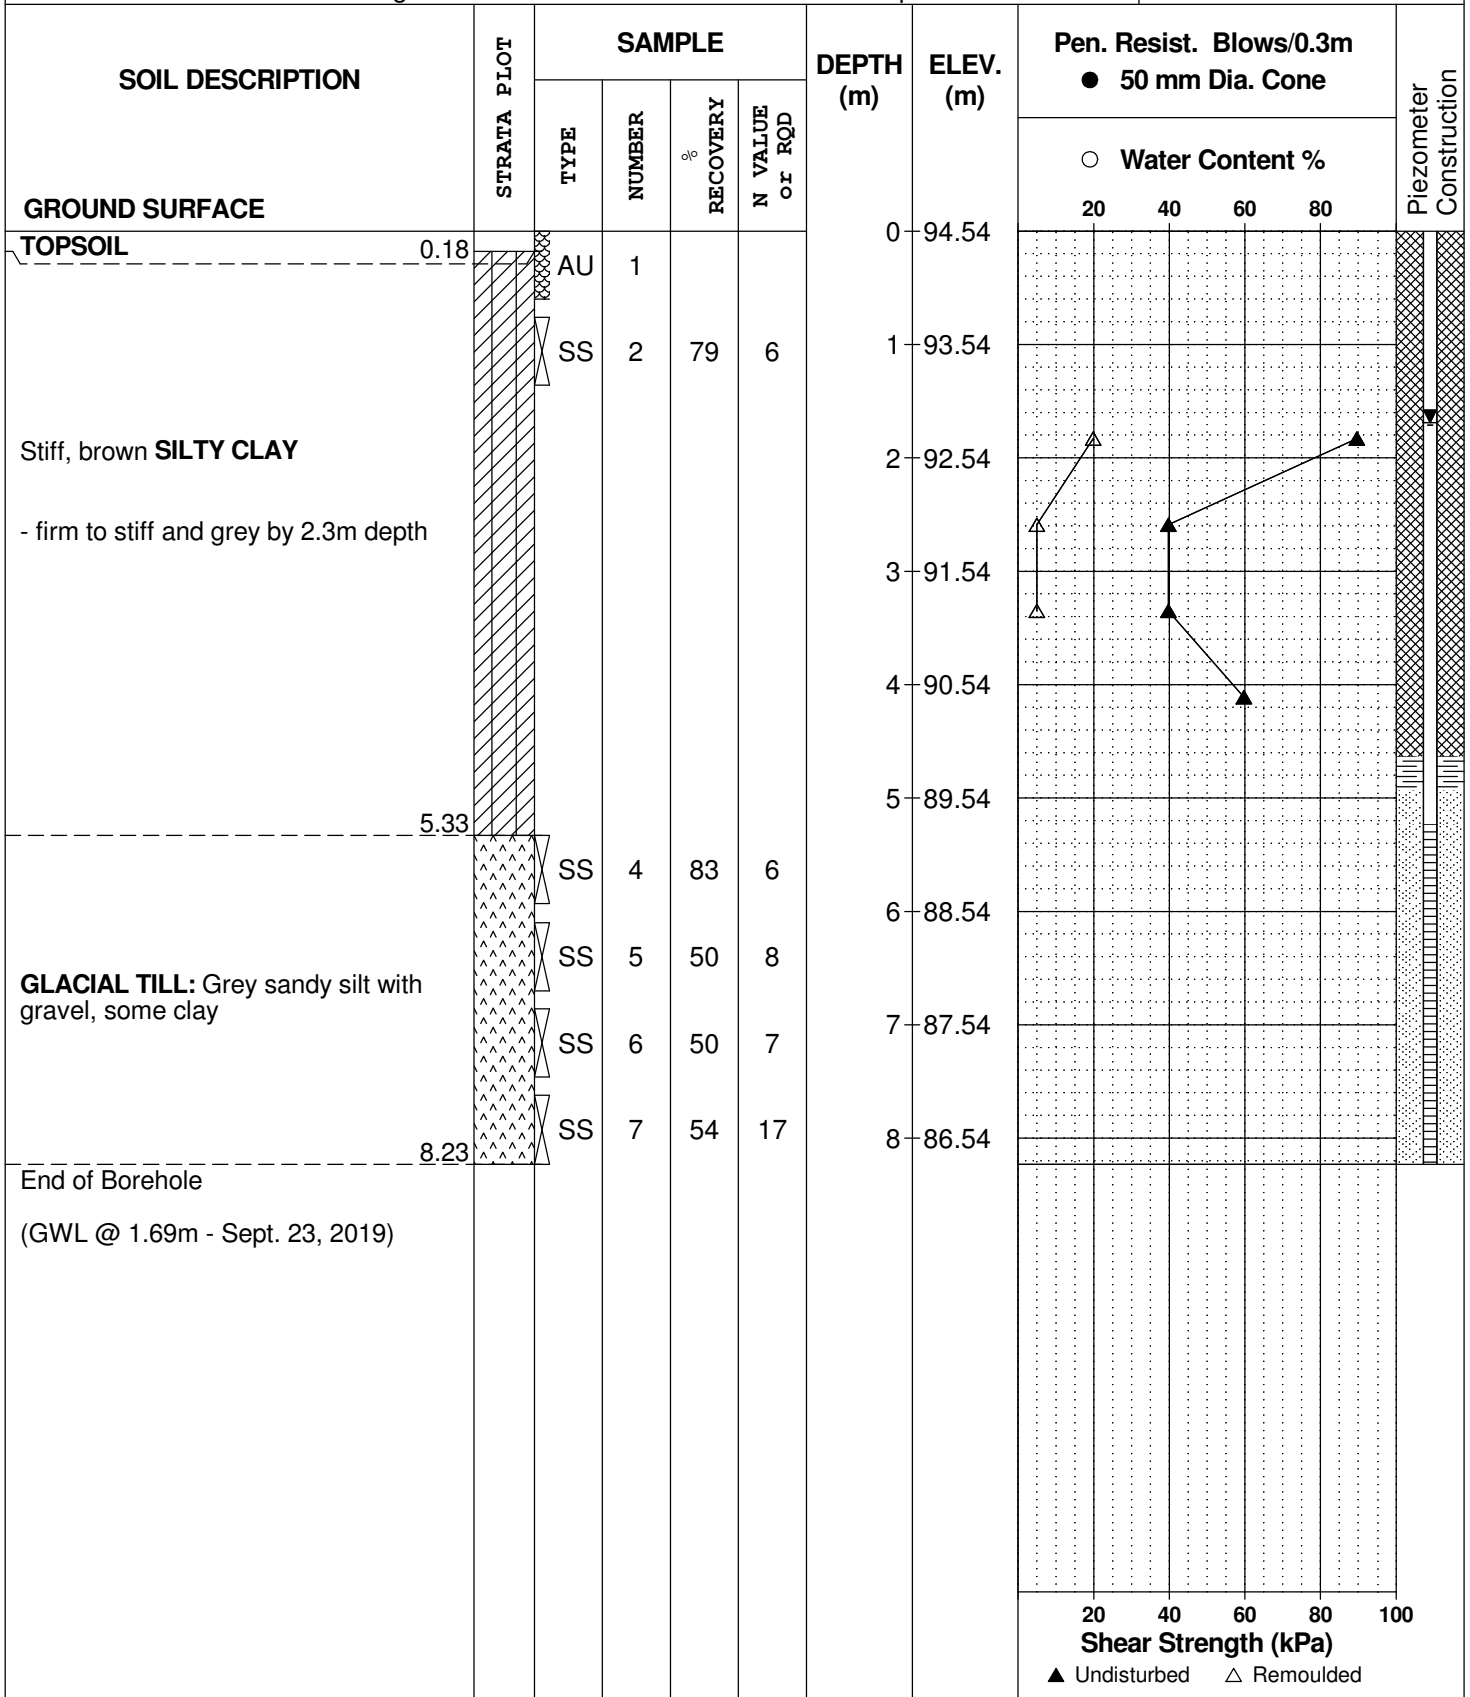 SOIL DESCRIPTION
GROUND SURFACE
STRATA PLOT
SAMPLE
TYPE
NUMBER
%
RECOVERY
N VALUE
or RQD
DEPTH
(m)
ELEV.
(m)
Pen. Resist. Blows/0.3m
● 50 mm Dia. Cone
○ Water Content %
20 40 60 80
Piezometer
Construction
0 94.54
TOPSOIL 0.18
AU 1
SS 2 79 6
1 93.54
Stiff, brown SILTY CLAY
2 92.54
- firm to stiff and grey by 2.3m depth
3 91.54
4 90.54
5 89.54
5.33
SS 4 83 6
6 88.54
SS 5 50 8
GLACIAL TILL: Grey sandy silt with
gravel, some clay
7 87.54
SS 6 50 7
SS 7 54 17
8 86.54
8.23
End of Borehole
(GWL @ 1.69m - Sept. 23, 2019)
20 40 60 80 100
Shear Strength (kPa)
▲ Undisturbed △ Remoulded